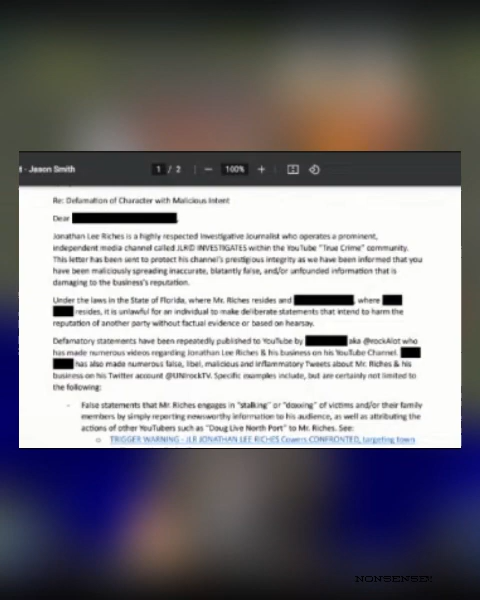 t - Jason Smith 1 / 2 — 100% +
Re: Defamation of Character with Malicious Intent
Dear ,
Jonathan Lee Riches is a highly respected Investigative Journalist who operates a prominent,
independent media channel called JLR© INVESTIGATES within the YouTube "True Crime" community.
This letter has been sent to protect his channel's prestigious integrity as we have been informed that you
have been maliciously spreading inaccurate, blatantly false, and/or unfounded information that is
damaging to the business's reputation.
Under the laws in the State of Florida, where Mr. Riches resides and , where
resides, it is unlawful for an individual to make deliberate statements that intend to harm the
reputation of another party without factual evidence or based on hearsay.
Defamatory statements have been repeatedly published to YouTube by aka @rockAlot who
has made numerous videos regarding Jonathan Lee Riches & his business on his YouTube Channel.
has also made numerous false, libel, malicious and inflammatory Tweets about Mr. Riches & his
business on his Twitter account @UNIrockTV. Specific examples include, but are certainly not limited to
the following:
- False statements that Mr. Riches engages in "stalking" or "doxxing" of victims and/or their family
members by simply reporting newsworthy information to his audience, as well as attributing the
actions of other YouTubers such as "Doug Live North Port" to Mr. Riches. See:
o TRIGGER WARNING - JLR JONATHAN LEE RICHES Cowers CONFRONTED, targeting town
NONSENSE